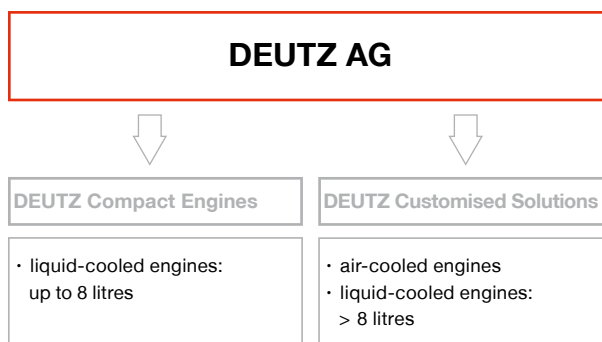 DEUTZ AG
DEUTZ Compact Engines
· liquid-cooled engines:
up to 8 litres
DEUTZ Customised Solutions
· air-cooled engines
· liquid-cooled engines:
> 8 litres